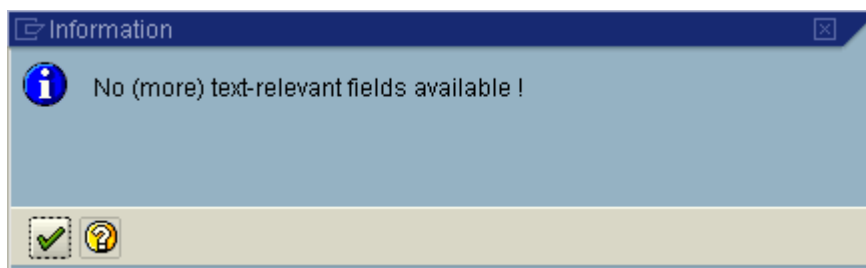 Information
No (more) text-relevant fields available !